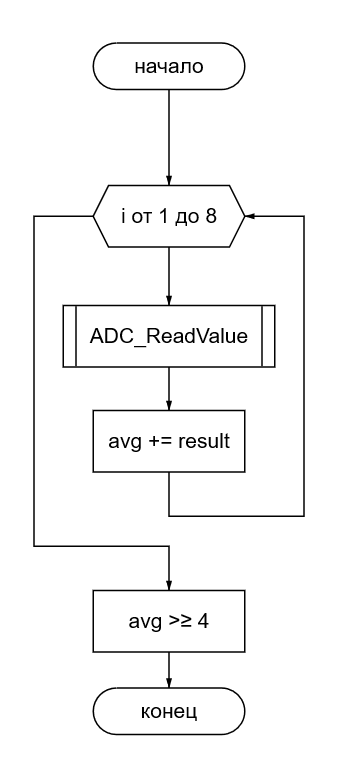 начало
i от 1 до 8
ADC_ReadValue
avg += result
avg >≥ 4
конец